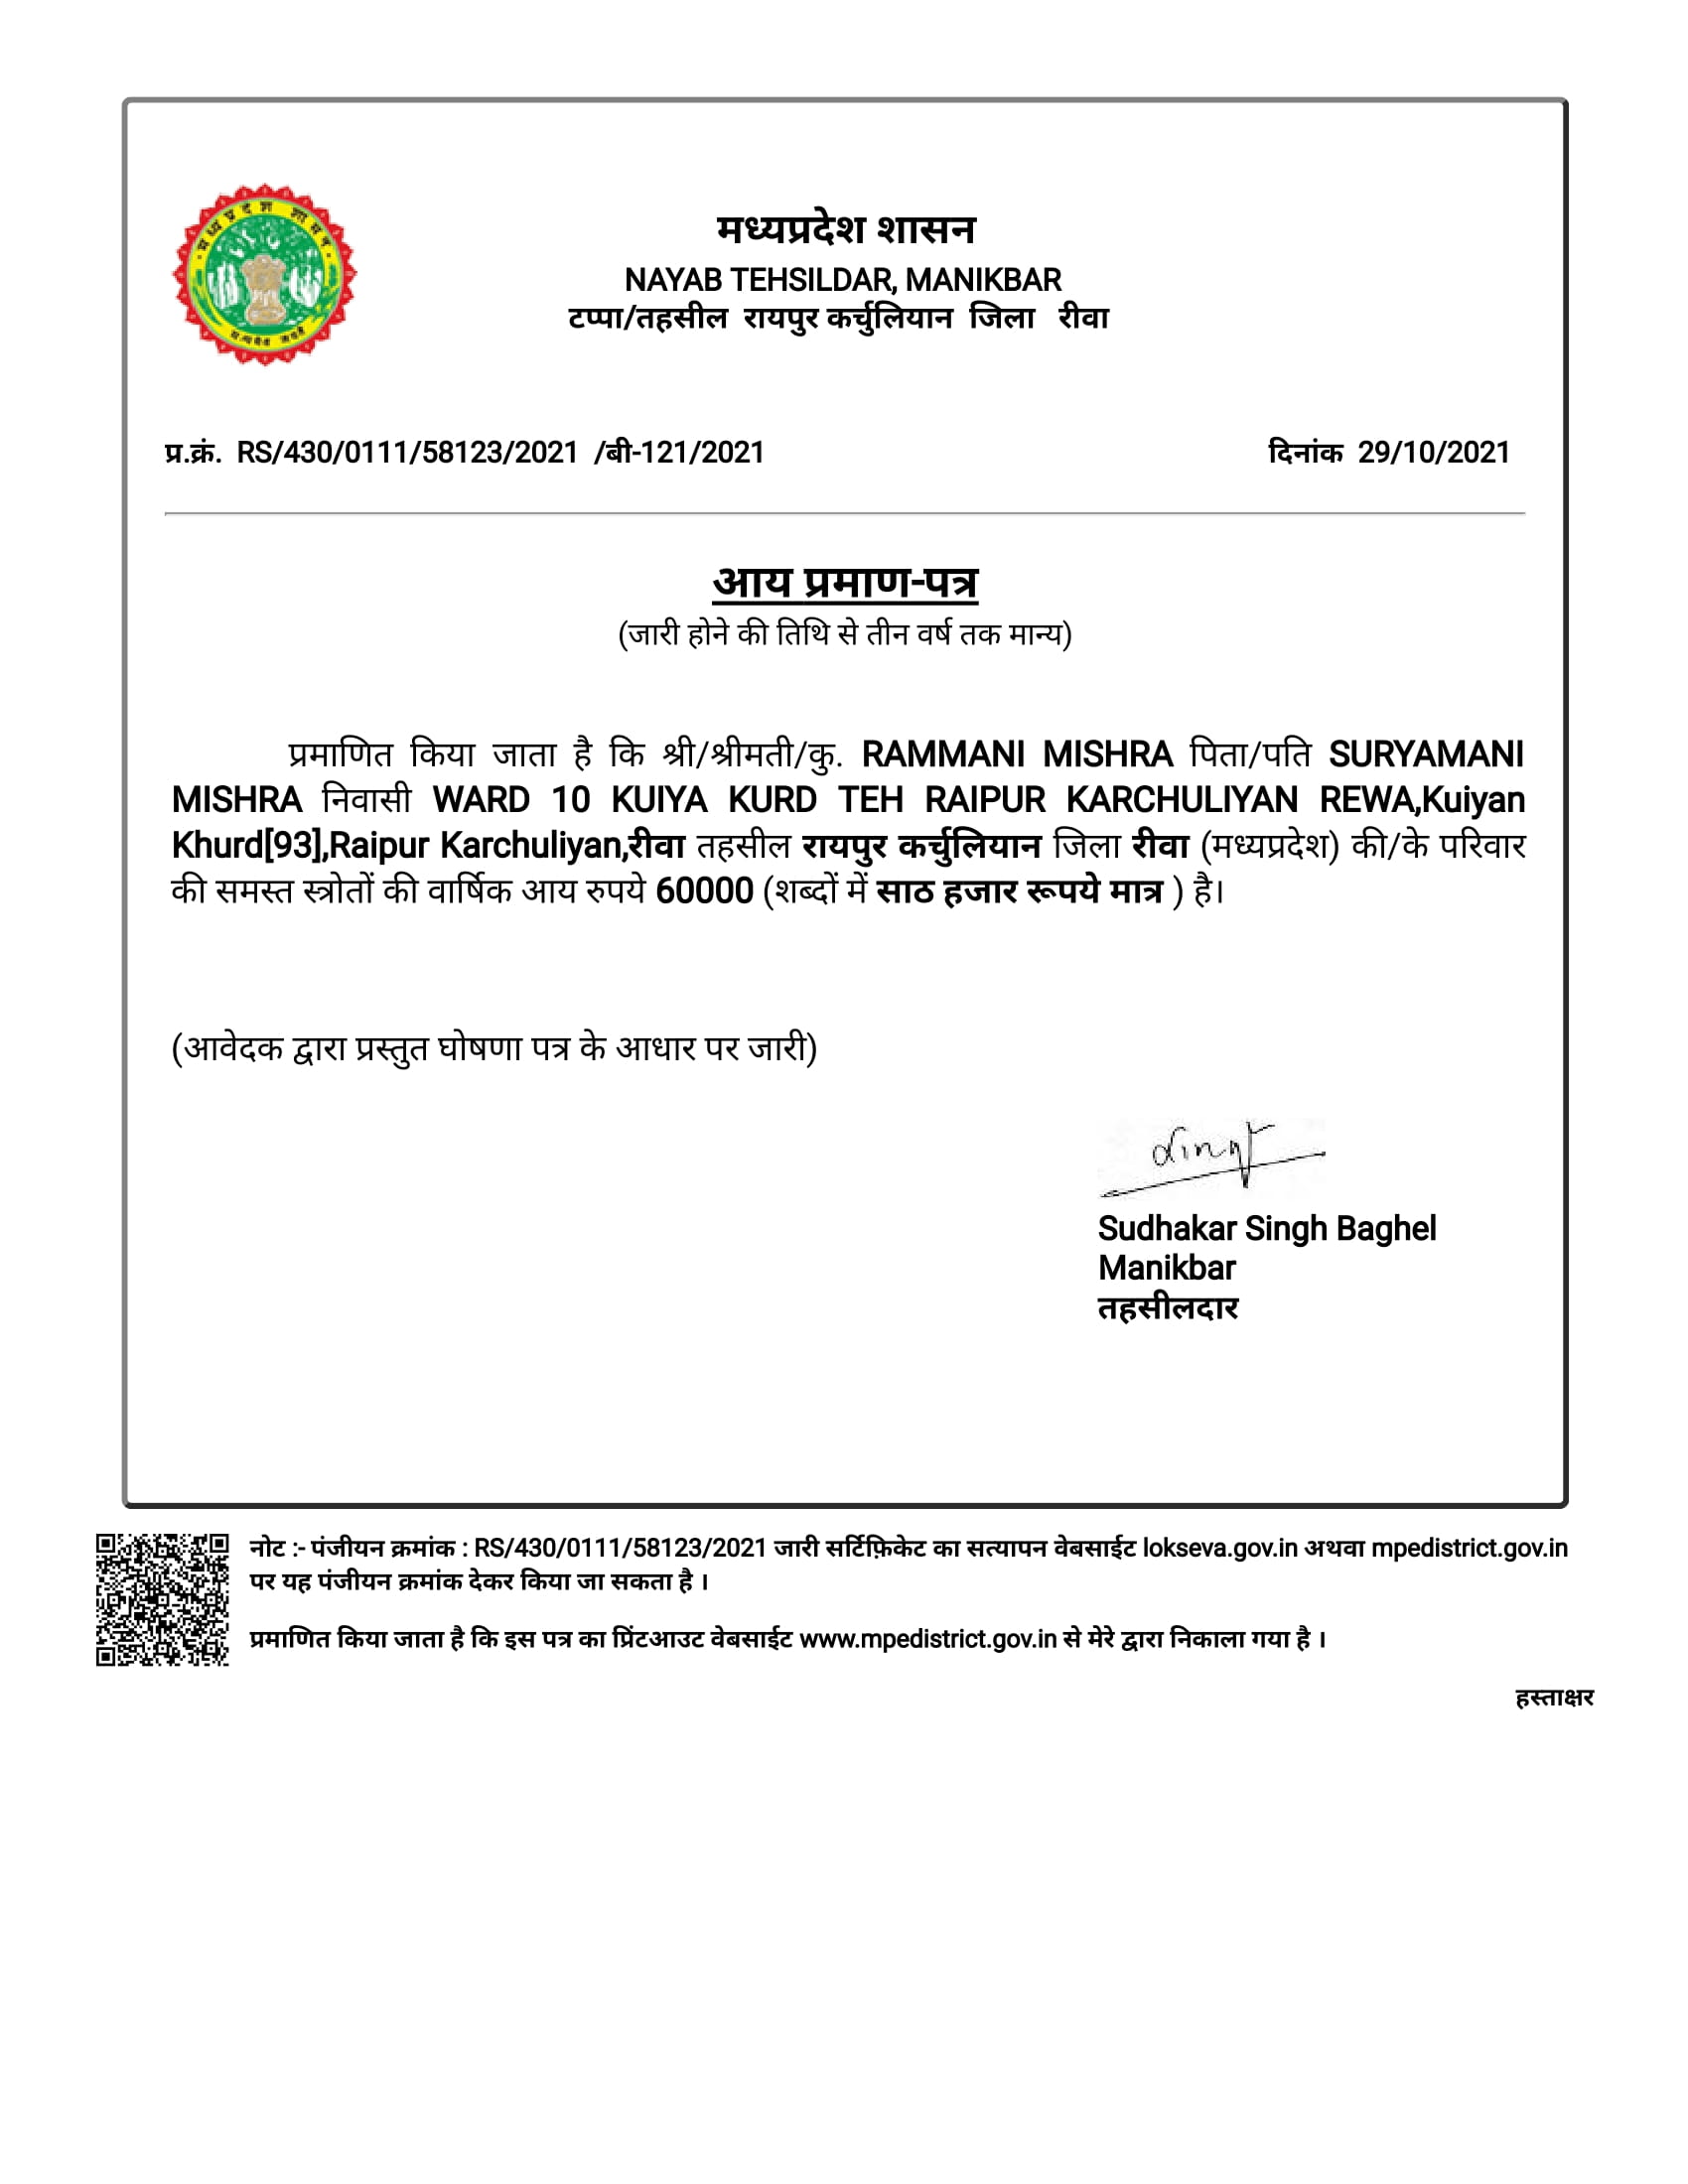 मध्यप्रदेश शासन
मध्यप्रदेश शासन
NAYAB TEHSILDAR, MANIKBAR
टप्पा/तहसील रायपुर कर्चुलियान जिला रीवा
प्र.क्रं. RS/430/0111/58123/2021 /बी-121/2021 दिनांक 29/10/2021
आय प्रमाण-पत्र
(जारी होने की तिथि से तीन वर्ष तक मान्य)
प्रमाणित किया जाता है कि श्री/श्रीमती/कु. RAMMANI MISHRA पिता/पति SURYAMANI
MISHRA निवासी WARD 10 KUIYA KURD TEH RAIPUR KARCHULIYAN REWA,Kuiyan
Khurd[93],Raipur Karchuliyan,रीवा तहसील रायपुर कर्चुलियान जिला रीवा (मध्यप्रदेश) की/के परिवार
की समस्त स्त्रोतों की वार्षिक आय रुपये 60000 (शब्दों में साठ हजार रूपये मात्र ) है।
(आवेदक द्वारा प्रस्तुत घोषणा पत्र के आधार पर जारी)
Sudhakar Singh Baghel
Manikbar
तहसीलदार
नोट :- पंजीयन क्रमांक : RS/430/0111/58123/2021 जारी सर्टिफ़िकेट का सत्यापन वेबसाईट lokseva.gov.in अथवा mpedistrict.gov.in
पर यह पंजीयन क्रमांक देकर किया जा सकता है ।
प्रमाणित किया जाता है कि इस पत्र का प्रिंटआउट वेबसाईट www.mpedistrict.gov.in से मेरे द्वारा निकाला गया है ।
हस्ताक्षर